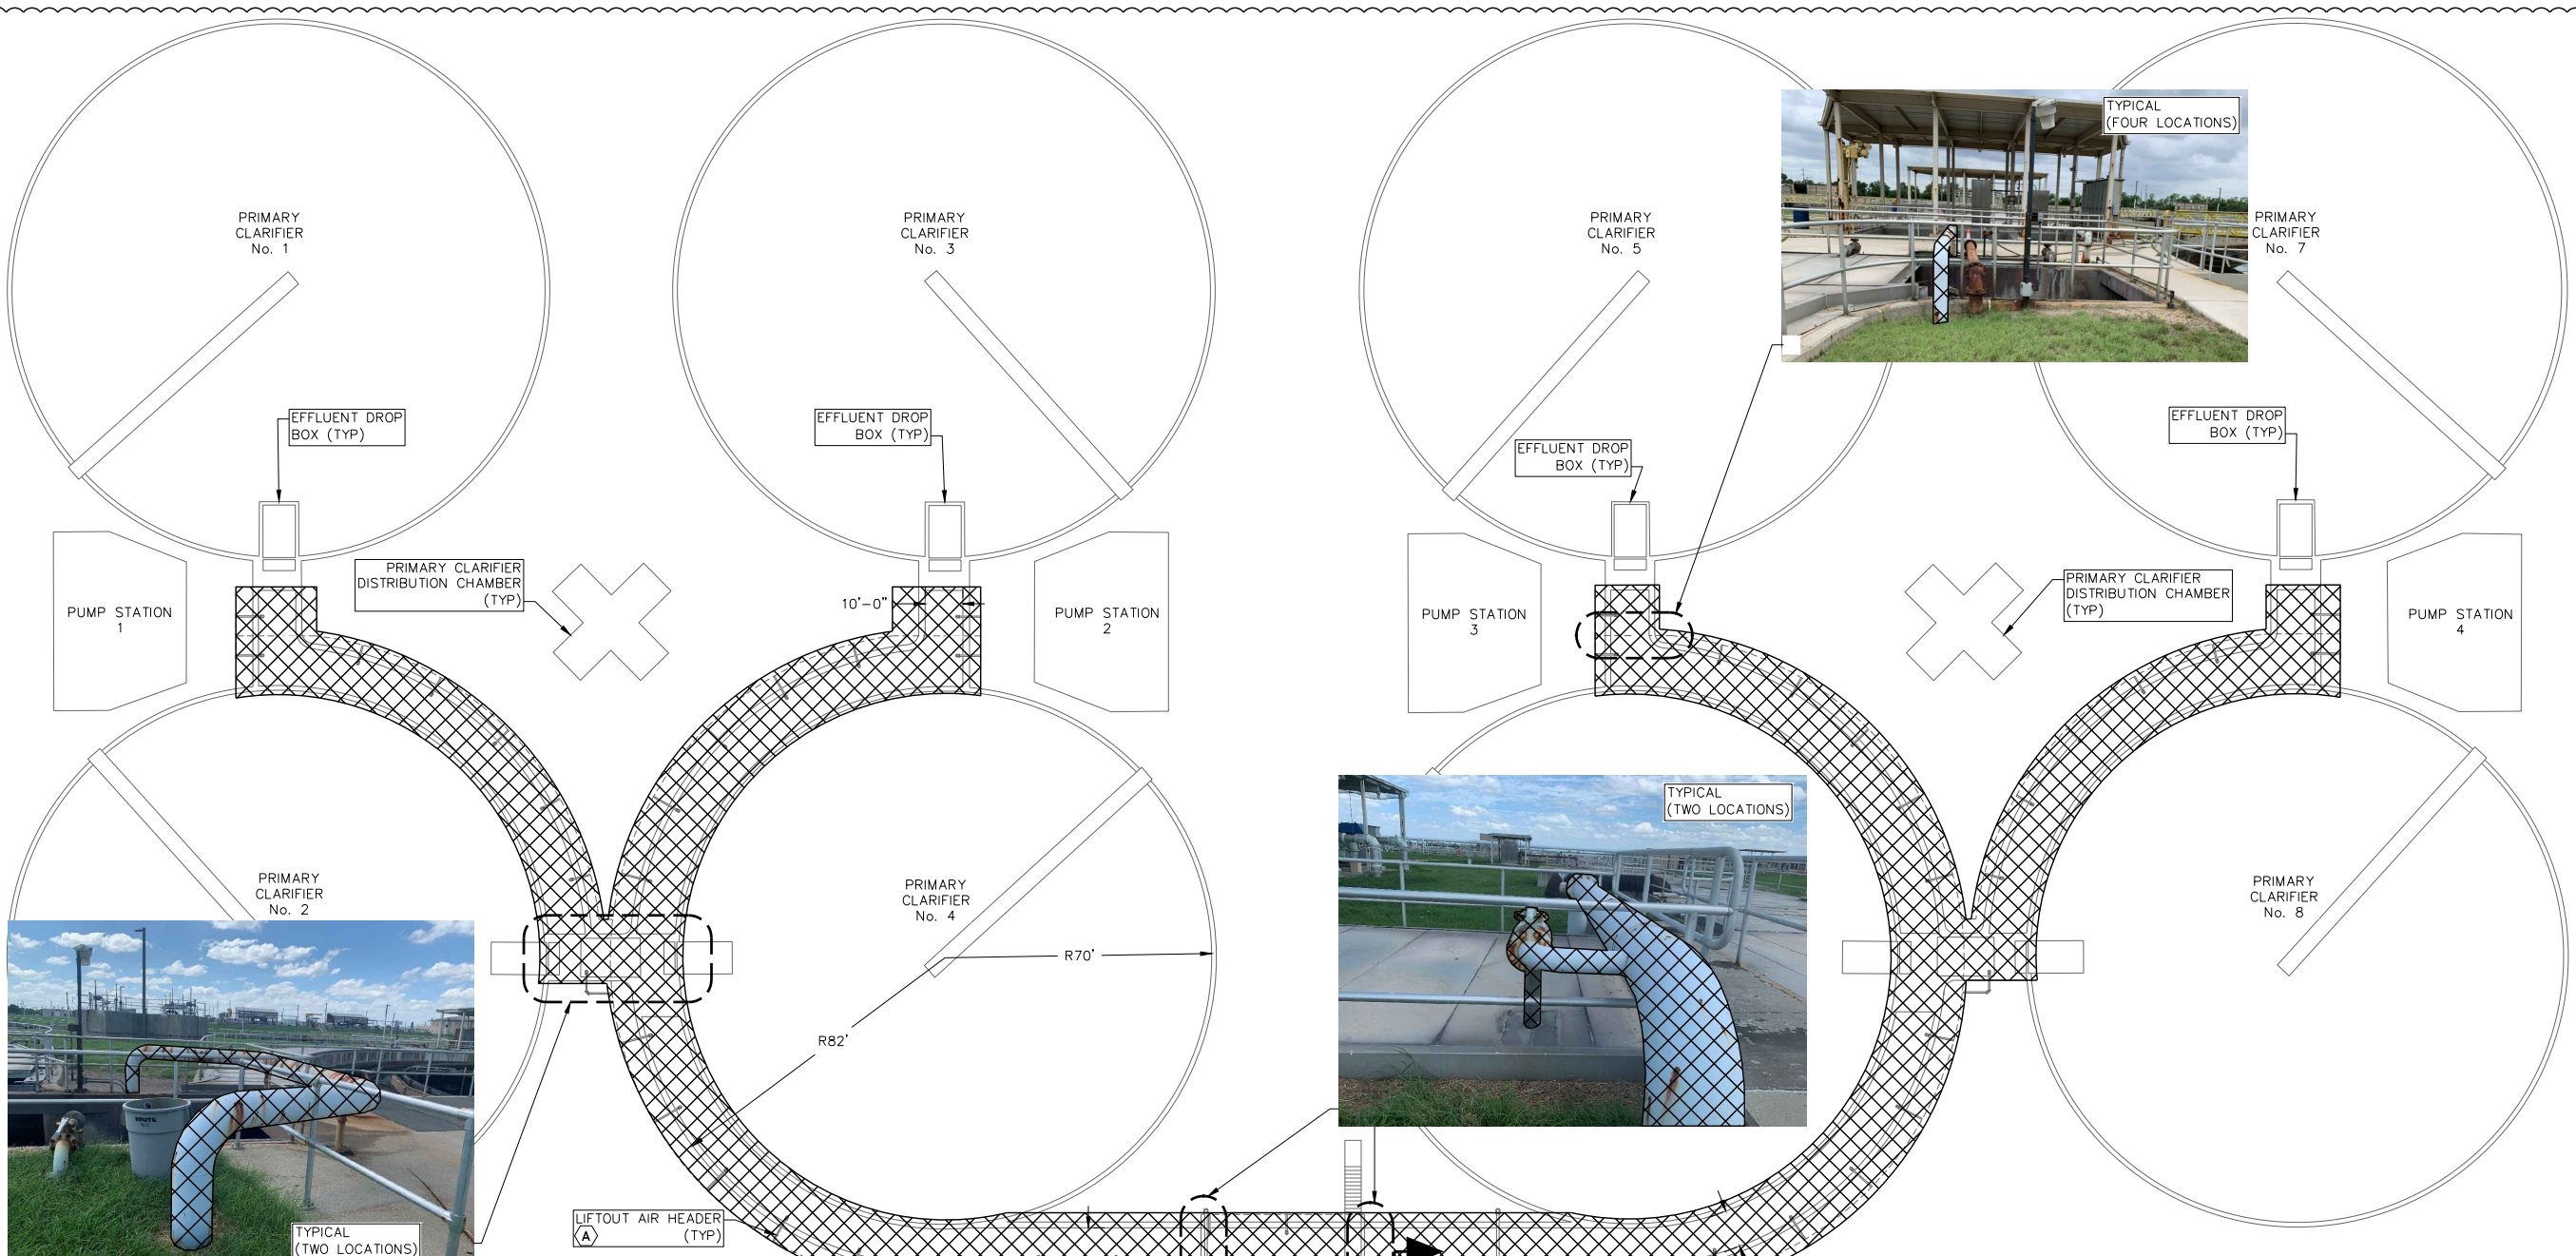 PRIMARY
CLARIFIER
No. 1
PRIMARY
CLARIFIER
No. 3
PRIMARY
CLARIFIER
No. 5
TYPICAL
(FOUR LOCATIONS)
PRIMARY
CLARIFIER
No. 7
EFFLUENT DROP
BOX (TYP)
EFFLUENT DROP
BOX (TYP)
EFFLUENT DROP
BOX (TYP)
EFFLUENT DROP
BOX (TYP)
PUMP STATION
1
PRIMARY CLARIFIER
DISTRIBUTION CHAMBER
(TYP)
10'-0"
PUMP STATION
2
PUMP STATION
3
PRIMARY CLARIFIER
DISTRIBUTION CHAMBER
(TYP)
PUMP STATION
4
PRIMARY
CLARIFIER
No. 2
PRIMARY
CLARIFIER
No. 4
R70'
R82'
TYPICAL
(TWO LOCATIONS)
PRIMARY
CLARIFIER
No. 8
BRUTE
TYPICAL
(TWO LOCATIONS)
LIFTOUT AIR HEADER
A (TYP)